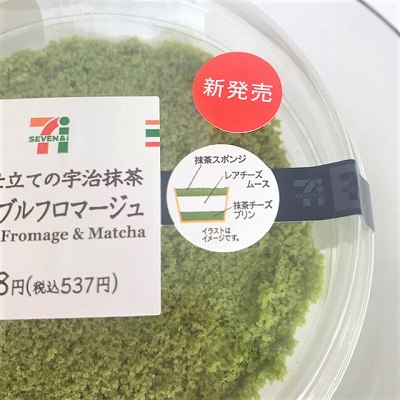 新発売
SEVEN&i
仕立ての宇治抹茶
ブルフロマージュ
Fromage & Matcha
8円(税込537円)
抹茶スポンジ
レアチーズ
ムース
抹茶チーズ
プリン
イラストは
イメージです。